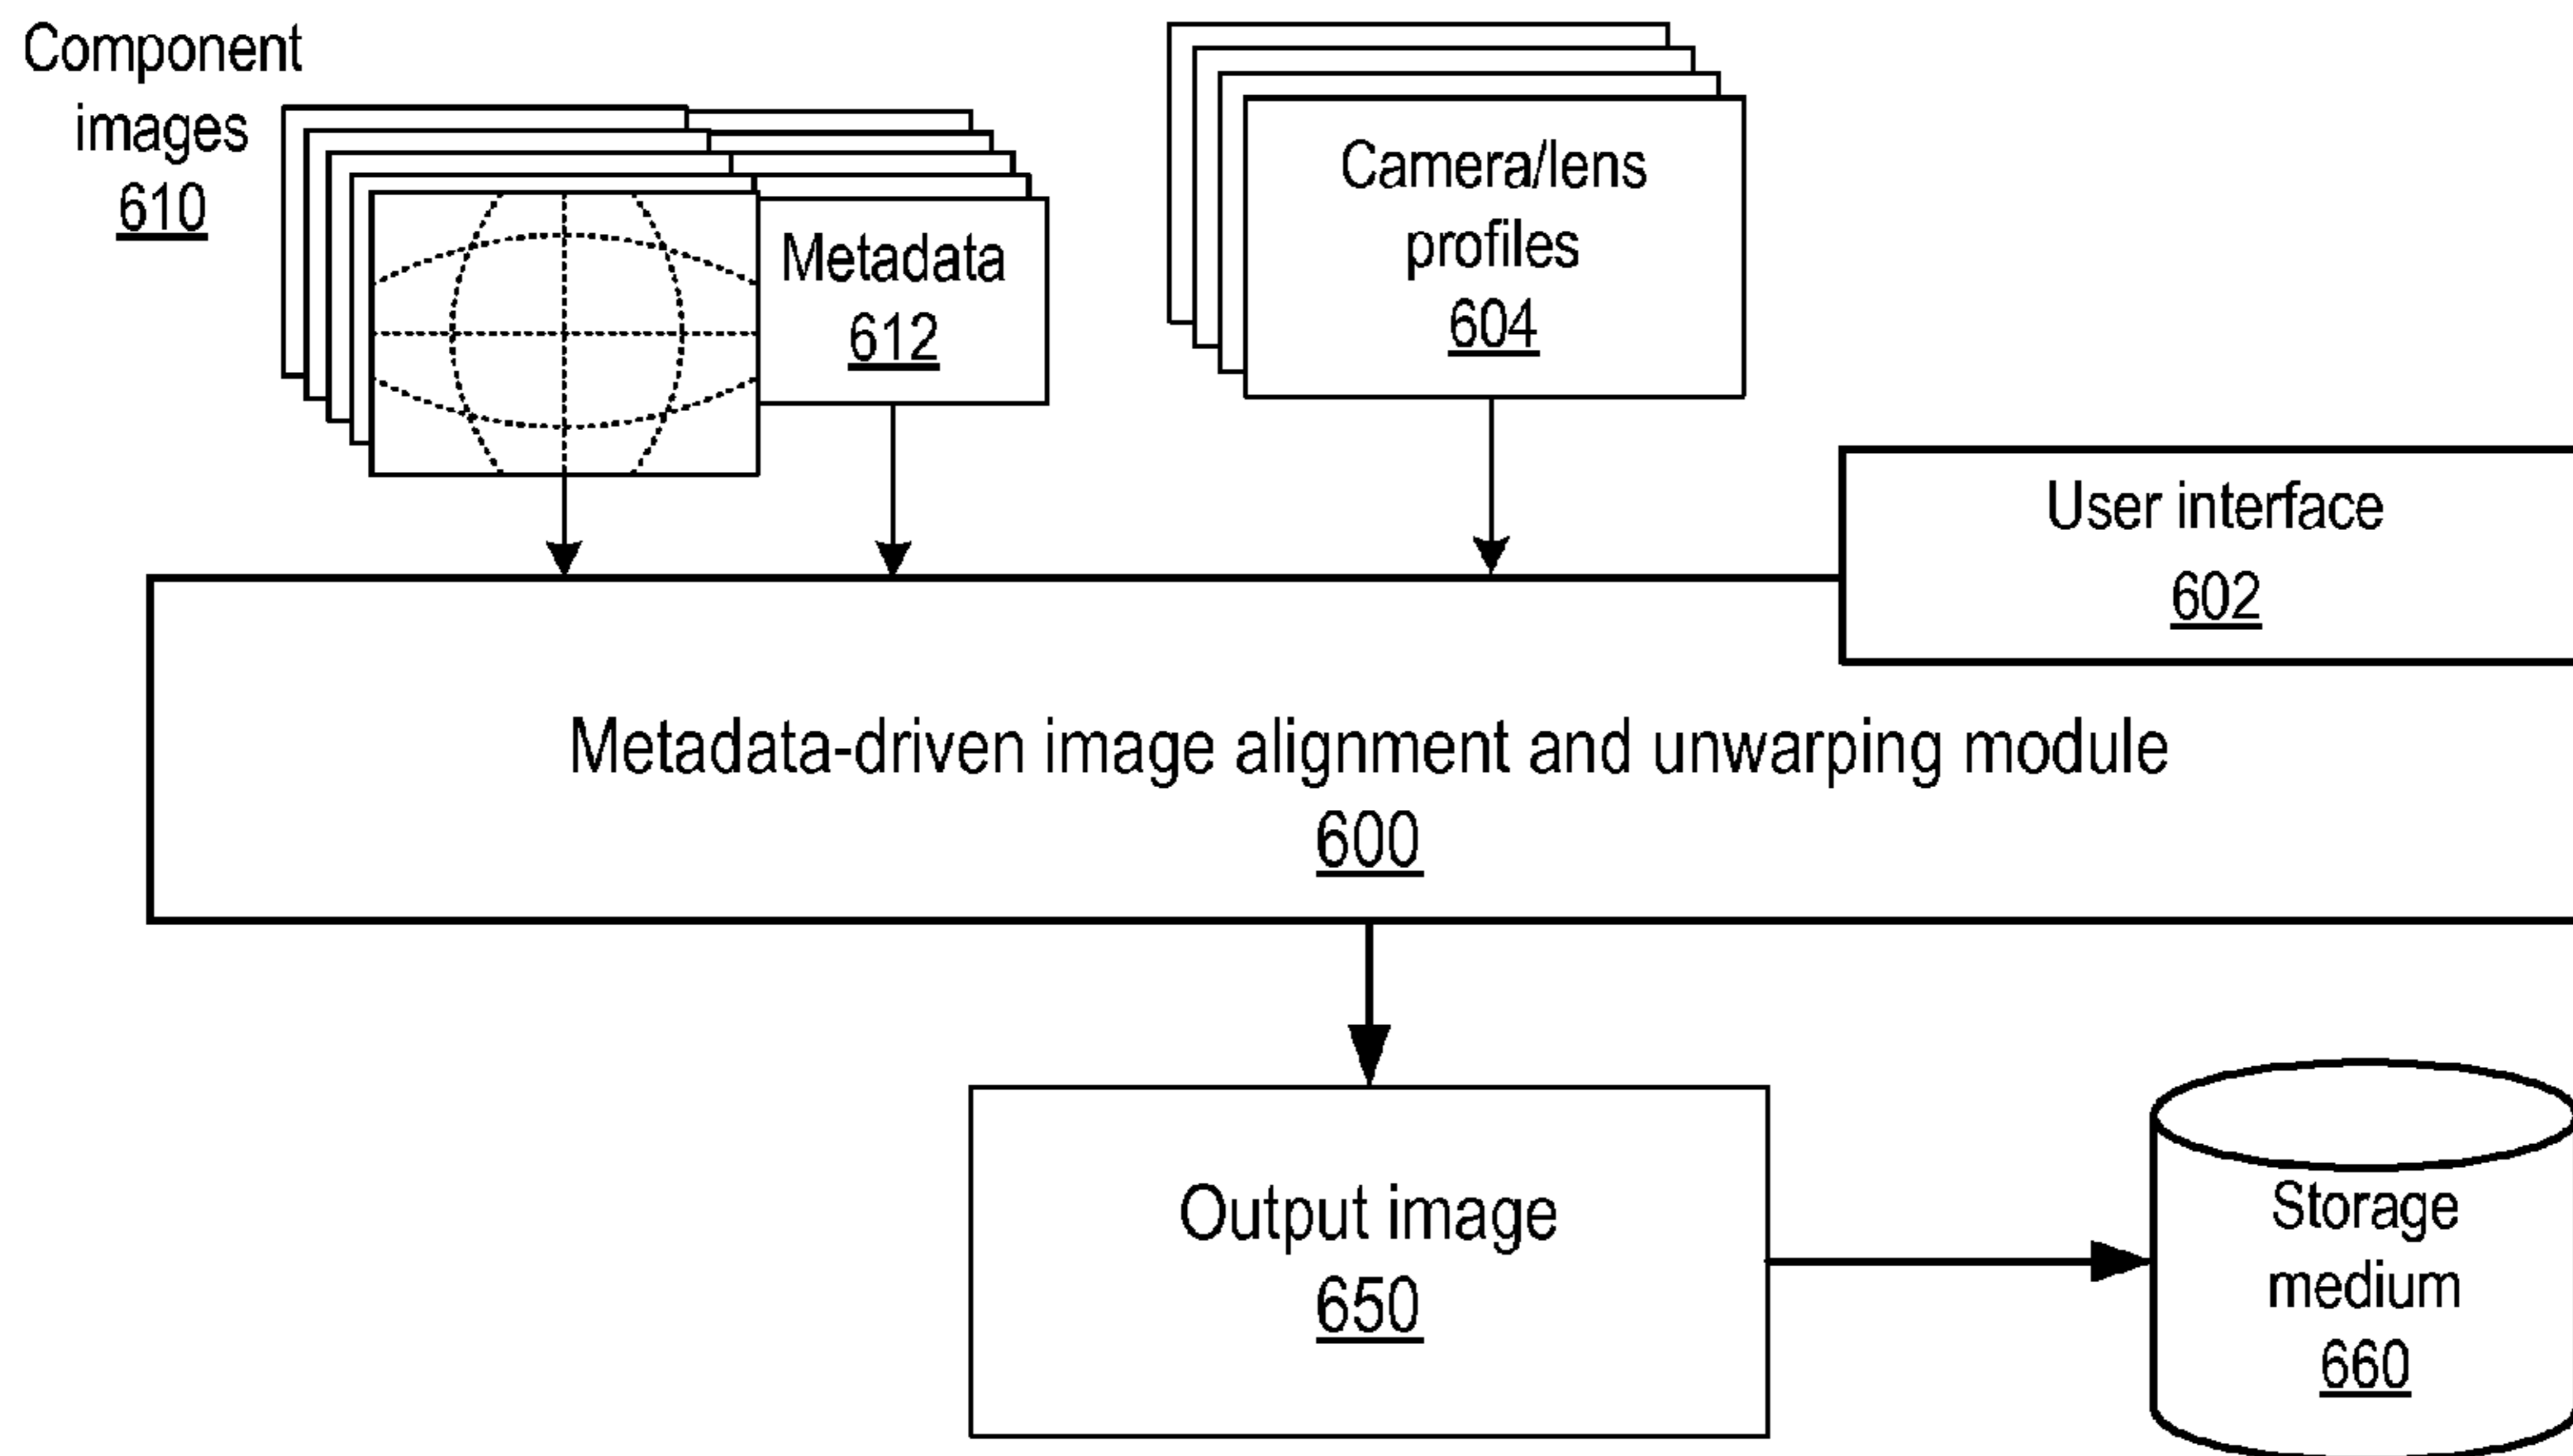 Component
images
610
Metadata
612
Camera/lens
profiles
604
User interface
602
Metadata-driven image alignment and unwarping module
600
Output image
650
Storage
medium
660